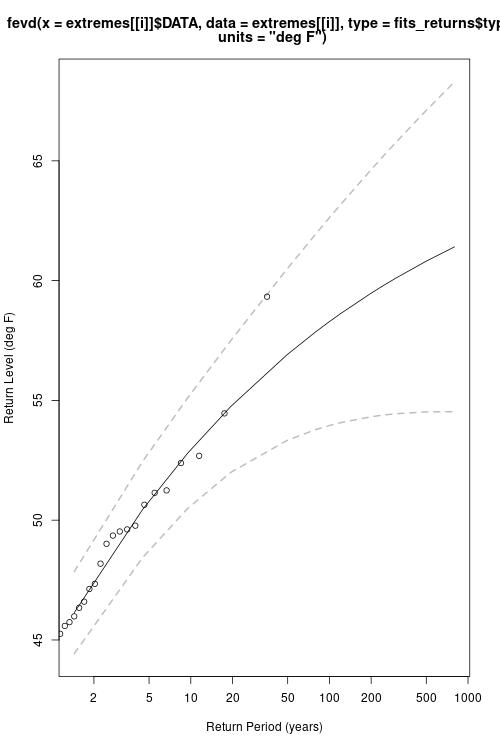 fevd(x = extremes[[i]]$DATA, data = extremes[[i]], type = fits_returns$typ
units = "deg F")
65
60
55
50
45
Return Level (deg F)
2 5 10 20 50 100 200 500 1000
Return Period (years)